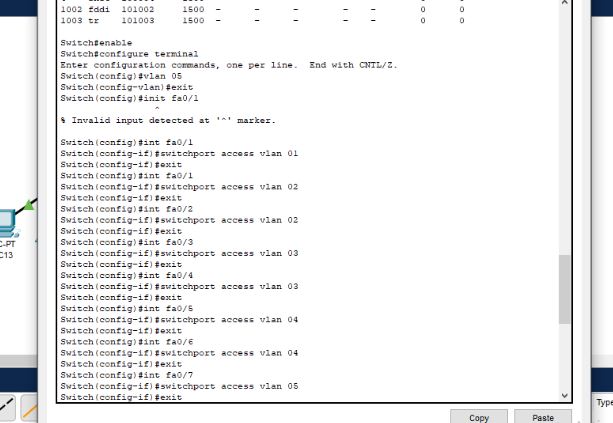 1002 fddi 101002 1500 - - - - - 0 0
1003 tr 101003 1500 - - - - - 0 0
Switch#enable
Switch#configure terminal
Enter configuration commands, one per line. End with CNTL/Z.
Switch(config)#vlan 05
Switch(config-vlan)#exit
Switch(config)#init fa0/1
^
% Invalid input detected at '^' marker.
Switch(config)#int fa0/1
Switch(config-if)#switchport access vlan 01
Switch(config-if)#exit
Switch(config)#int fa0/1
Switch(config-if)#switchport access vlan 02
Switch(config-if)#exit
Switch(config)#int fa0/2
Switch(config-if)#switchport access vlan 02
Switch(config-if)#exit
Switch(config)#int fa0/3
Switch(config-if)#switchport access vlan 03
Switch(config-if)#exit
Switch(config)#int fa0/4
Switch(config-if)#switchport access vlan 03
Switch(config-if)#exit
Switch(config)#int fa0/5
Switch(config-if)#switchport access vlan 04
Switch(config-if)#exit
Switch(config)#int fa0/6
Switch(config-if)#switchport access vlan 04
Switch(config-if)#exit
Switch(config)#int fa0/7
Switch(config-if)#switchport access vlan 05
Switch(config-if)#exit
C-PT
C13
Copy Paste
Type